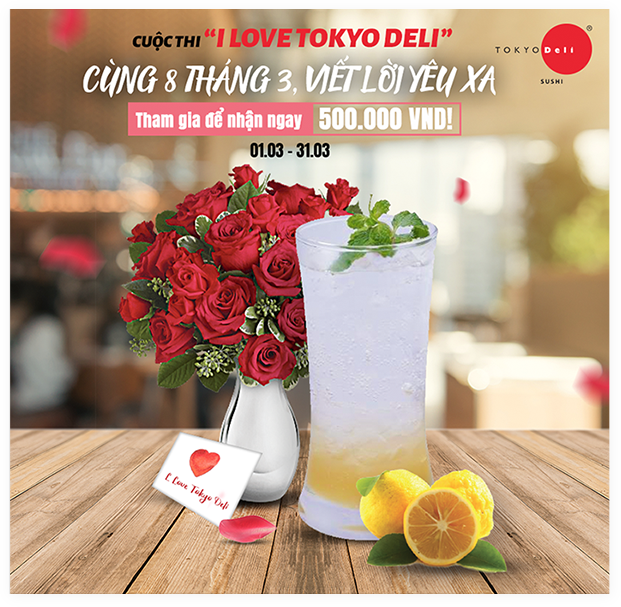 CUỘC THI “I LOVE TOKYO DELI”
CÙNG 8 THÁNG 3, VIẾT LỜI YÊU XA
Tham gia để nhận ngay 500.000 VND!
01.03 - 31.03
TOKYO Deli ®
SUSHI
I Love Tokyo Deli